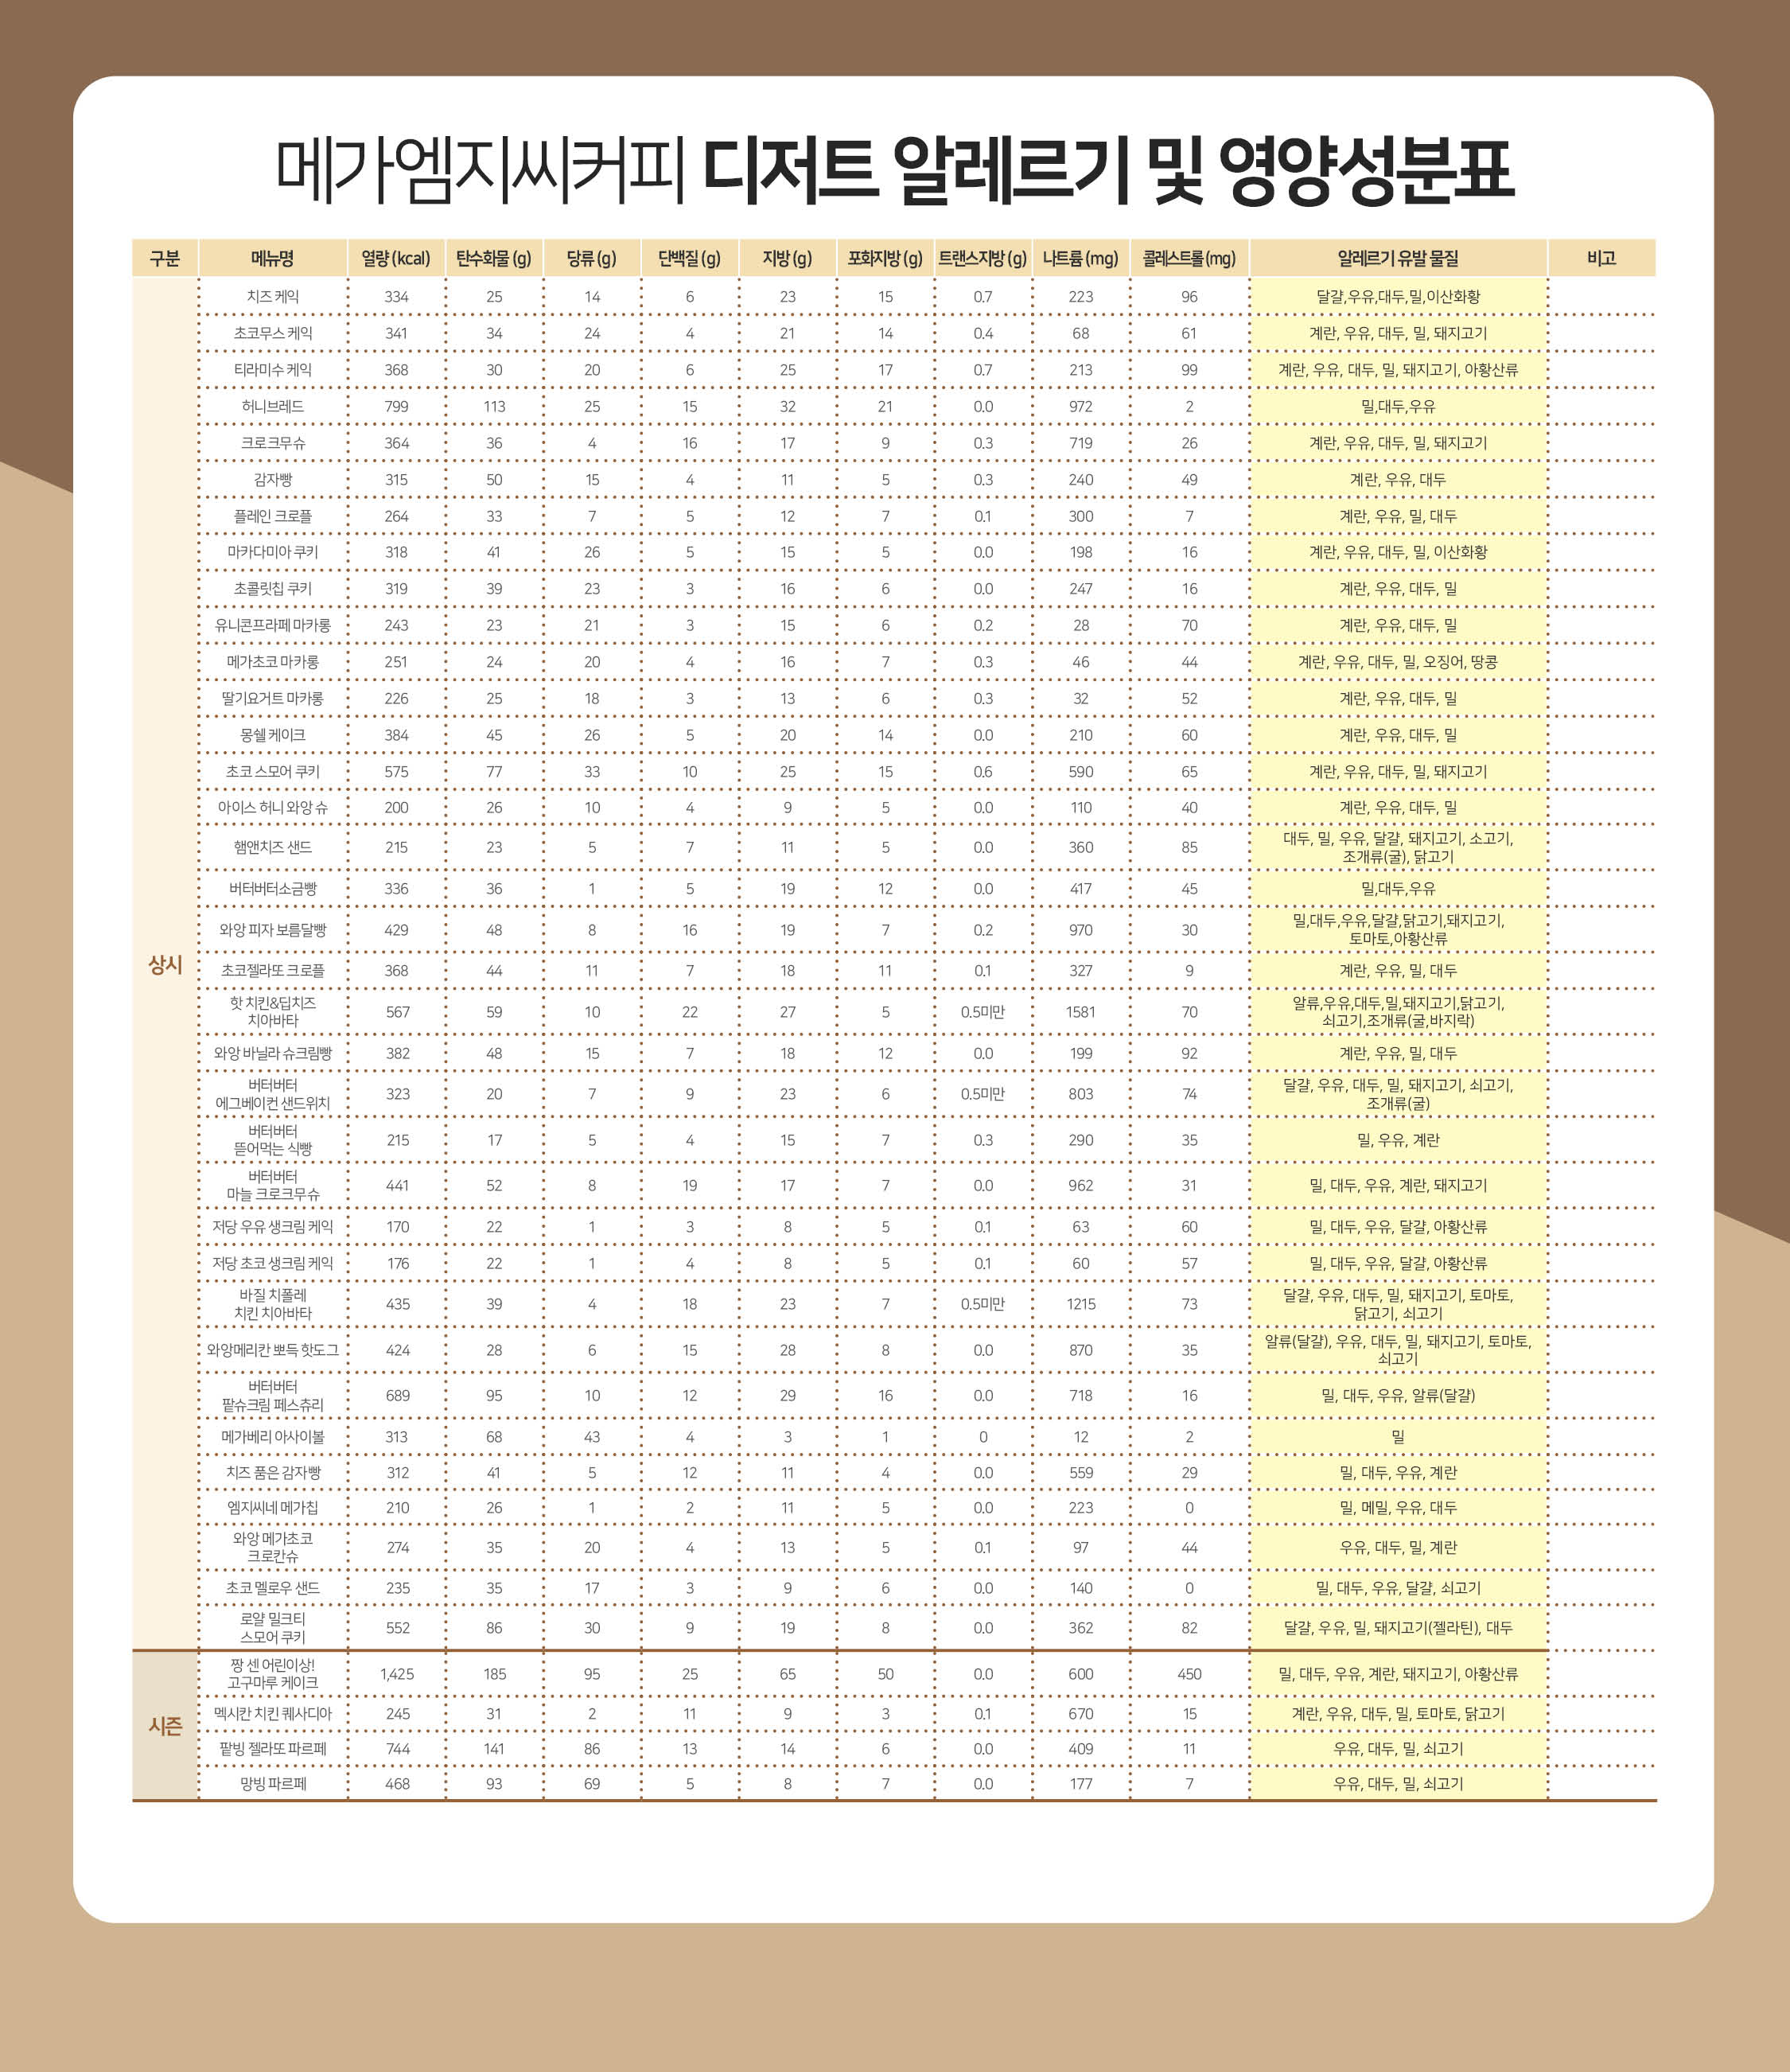 메가엠지씨커피 디저트 알레르기 및 영양성분표
구분 메뉴명 열량 (kcal) 탄수화물 (g) 당류 (g) 단백질 (g) 지방 (g) 포화지방 (g) 트랜스지방 (g) 나트륨 (mg) 콜레스트롤 (mg) 알레르기 유발 물질 비고
상시
치즈 케익 334 25 14 6 23 15 0.7 223 96 달걀,우유,대두,밀,이산화황
초코무스 케익 341 34 24 4 21 14 0.4 68 61 계란, 우유, 대두, 밀, 돼지고기
티라미수 케익 368 30 20 6 25 17 0.7 213 99 계란, 우유, 대두, 밀, 돼지고기, 아황산류
허니브레드 799 113 25 15 32 21 0.0 972 2 밀,대두,우유
크로크무슈 364 36 4 16 17 9 0.3 719 26 계란, 우유, 대두, 밀, 돼지고기
감자빵 315 50 15 4 11 5 0.3 240 49 계란, 우유, 대두
플레인 크로플 264 33 7 5 12 7 0.1 300 7 계란, 우유, 밀, 대두
마카다미아 쿠키 318 41 26 5 15 5 0.0 198 16 계란, 우유, 대두, 밀, 이산화황
초콜릿칩 쿠키 319 39 23 3 16 6 0.0 247 16 계란, 우유, 대두, 밀
유니콘프라페 마카롱 243 23 21 3 15 6 0.2 28 70 계란, 우유, 대두, 밀
메가초코 마카롱 251 24 20 4 16 7 0.3 46 44 계란, 우유, 대두, 밀, 오징어, 땅콩
딸기요거트 마카롱 226 25 18 3 13 6 0.3 32 52 계란, 우유, 대두, 밀
몽쉘 케이크 384 45 26 5 20 14 0.0 210 60 계란, 우유, 대두, 밀
초코 스모어 쿠키 575 77 33 10 25 15 0.6 590 65 계란, 우유, 대두, 밀, 돼지고기
아이스 허니 와앙 슈 200 26 10 4 9 5 0.0 110 40 계란, 우유, 대두, 밀
햄앤치즈 샌드 215 23 5 7 11 5 0.0 360 85 대두, 밀, 우유, 달걀, 돼지고기, 소고기,
조개류(굴), 닭고기
버터버터소금빵 336 36 1 5 19 12 0.0 417 45 밀,대두,우유
와앙 피자 보름달빵 429 48 8 16 19 7 0.2 970 30 밀,대두,우유,달걀,닭고기,돼지고기,
토마토,아황산류
초코젤라또 크로플 368 44 11 7 18 11 0.1 327 9 계란, 우유, 밀, 대두
핫 치킨&딥치즈
치아바타 567 59 10 22 27 5 0.5미만 1581 70 알류,우유,대두,밀,돼지고기,닭고기,
쇠고기,조개류(굴,바지락)
와앙 바닐라 슈크림빵 382 48 15 7 18 12 0.0 199 92 계란, 우유, 밀, 대두
버터버터
에그베이컨 샌드위치 323 20 7 9 23 6 0.5미만 803 74 달걀, 우유, 대두, 밀, 돼지고기, 쇠고기,
조개류(굴)
버터버터
뜯어먹는 식빵 215 17 5 4 15 7 0.3 290 35 밀, 우유, 계란
버터버터
마늘 크로크무슈 441 52 8 19 17 7 0.0 962 31 밀, 대두, 우유, 계란, 돼지고기
저당 우유 생크림 케익 170 22 1 3 8 5 0.1 63 60 밀, 대두, 우유, 달걀, 아황산류
저당 초코 생크림 케익 176 22 1 4 8 5 0.1 60 57 밀, 대두, 우유, 달걀, 아황산류
바질 치폴레
치킨 치아바타 435 39 4 18 23 7 0.5미만 1215 73 달걀, 우유, 대두, 밀, 돼지고기, 토마토,
닭고기, 쇠고기
와앙메리칸 뽀득 핫도그 424 28 6 15 28 8 0.0 870 35 알류(달걀), 우유, 대두, 밀, 돼지고기, 토마토,
쇠고기
버터버터
팥슈크림 페스츄리 689 95 10 12 29 16 0.0 718 16 밀, 대두, 우유, 알류(달걀)
메가베리 아사이볼 313 68 43 4 3 1 0 12 2 밀
치즈 품은 감자빵 312 41 5 12 11 4 0.0 559 29 밀, 대두, 우유, 계란
엠지씨네 메가칩 210 26 1 2 11 5 0.0 223 0 밀, 메밀, 우유, 대두
와앙 메가초코
크로칸슈 274 35 20 4 13 5 0.1 97 44 우유, 대두, 밀, 계란
초코 멜로우 샌드 235 35 17 3 9 6 0.0 140 0 밀, 대두, 우유, 달걀, 쇠고기
로얄 밀크티
스모어 쿠키 552 86 30 9 19 8 0.0 362 82 달걀, 우유, 밀, 돼지고기(젤라틴), 대두
시즌
짱 센 어린이상!
고구마루 케이크 1,425 185 95 25 65 50 0.0 600 450 밀, 대두, 우유, 계란, 돼지고기, 아황산류
멕시칸 치킨 퀘사디아 245 31 2 11 9 3 0.1 670 15 계란, 우유, 대두, 밀, 토마토, 닭고기
팥빙 젤라또 파르페 744 141 86 13 14 6 0.0 409 11 우유, 대두, 밀, 쇠고기
망빙 파르페 468 93 69 5 8 7 0.0 177 7 우유, 대두, 밀, 쇠고기